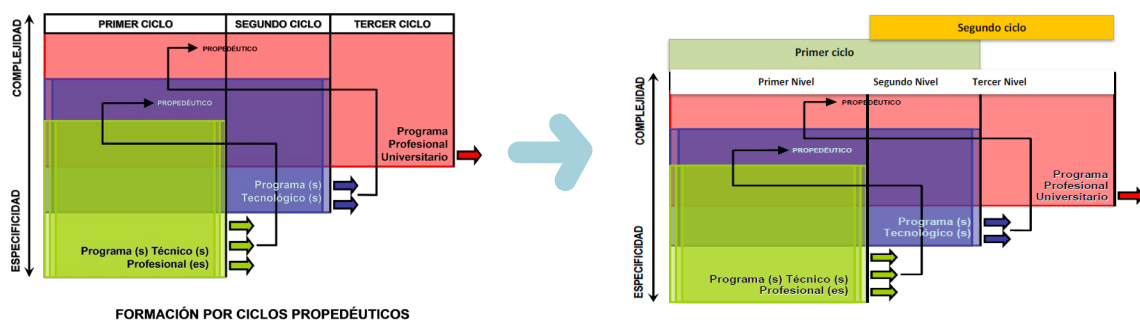 PRIMER CICLO
SEGUNDO CICLO
TERCER CICLO
COMPLEJIDAD
ESPECIFICIDAD
PROPEDÉUTICO
PROPEDÉUTICO
Programa
Profesional
Universitario
Programa (s)
Tecnológico (s)
Programa (s) Técnico (s)
Profesional (es)
FORMACIÓN POR CICLOS PROPEDÉUTICOS
Segundo ciclo
Primer ciclo
Primer Nivel
Segundo Nivel
Tercer Nivel
COMPLEJIDAD
ESPECIFICIDAD
PROPEDÉUTICO
PROPEDÉUTICO
Programa
Profesional
Universitario
Programa (s)
Tecnológico (s)
Programa (s) Técnico (s)
Profesional (es)